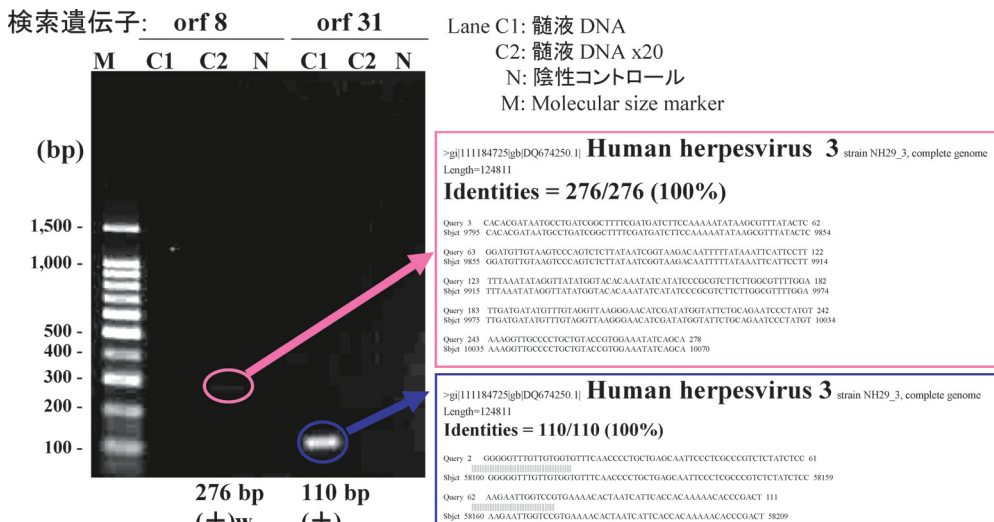 検索遺伝子: orf 8 orf 31
M C1 C2 N C1 C2 N
(bp)
1,500 -
1,000 -
500 -
400 -
300 -
200 -
100 -
276 bp 110 bp
(+)w (+)
Lane C1: 髄液 DNA
C2: 髄液 DNA x20
N: 陰性コントロール
M: Molecular size marker
>gi|111184725|gb|DQ674250.1| Human herpesvirus 3 strain NH29_3, complete genome
Length=124811
Identities = 276/276 (100%)
Query 3 CACACGATAATGCCTGATCGGCTTTTCGATGATCTTCCAAAAATATAAGCGTTTATACTC 62
Sbjct 9795 CACACGATAATGCCTGATCGGCTTTTCGATGATCTTCCAAAAATATAAGCGTTTATACTC 9854
Query 63 GGATGTTGTAAGTCCCAGTCTCTTATAATCGGTAAGACAATTTTTATAAATTCATTCCTT 122
Sbjct 9855 GGATGTTGTAAGTCCCAGTCTCTTATAATCGGTAAGACAATTTTTATAAATTCATTCCTT 9914
Query 123 TTTAAATATAGGTTATATGGTACACAAATATCATATCCCGCGTCTTCTTGGCGTTTTGGA 182
Sbjct 9915 TTTAAATATAGGTTATATGGTACACAAATATCATATCCCGCGTCTTCTTGGCGTTTTGGA 9974
Query 183 TTGATGATATGTTTGTAGGTTAAGGGAACATCGATATGGTATTCTGCAGAATCCCTATGT 242
Sbjct 9975 TTGATGATATGTTTGTAGGTTAAGGGAACATCGATATGGTATTCTGCAGAATCCCTATGT 10034
Query 243 AAAGGTTGCCCCTGCTGTACCGTGGAAATATCAGCA 278
Sbjct 10035 AAAGGTTGCCCCTGCTGTACCGTGGAAATATCAGCA 10070
>gi|111184725|gb|DQ674250.1| Human herpesvirus 3 strain NH29_3, complete genome
Length=124811
Identities = 110/110 (100%)
Query 2 GGGGGTTTGTTGTGGTGTTTCAACCCCTGCTGAGCAATTCCCTCGCCCGTCTCTATCTCC 61
Sbjct 58100 GGGGGTTTGTTGTGGTGTTTCAACCCCTGCTGAGCAATTCCCTCGCCCGTCTCTATCTCC 58159
Query 62 AAGAATTGGTCCGTGAAAACACTAATCATTCACCACAAAAACACCCGACT 111
Sbjct 58160 AAGAATTGGTCCGTGAAAACACTAATCATTCACCACAAAAACACCCGACT 58209